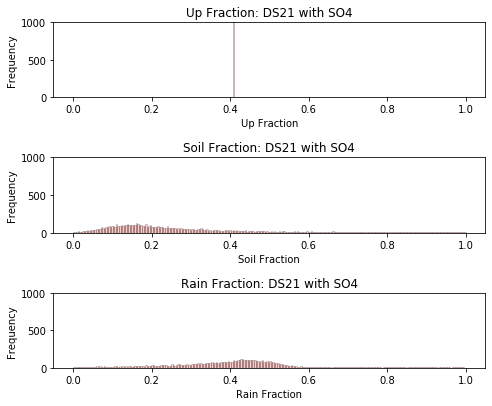 Up Fraction: DS21 with SO4
1000
500
0
Frequency
0.0 0.2 0.4 0.6 0.8 1.0
Up Fraction
Soil Fraction: DS21 with SO4
1000
500
0
Frequency
0.0 0.2 0.4 0.6 0.8 1.0
Soil Fraction
Rain Fraction: DS21 with SO4
1000
500
0
Frequency
0.0 0.2 0.4 0.6 0.8 1.0
Rain Fraction